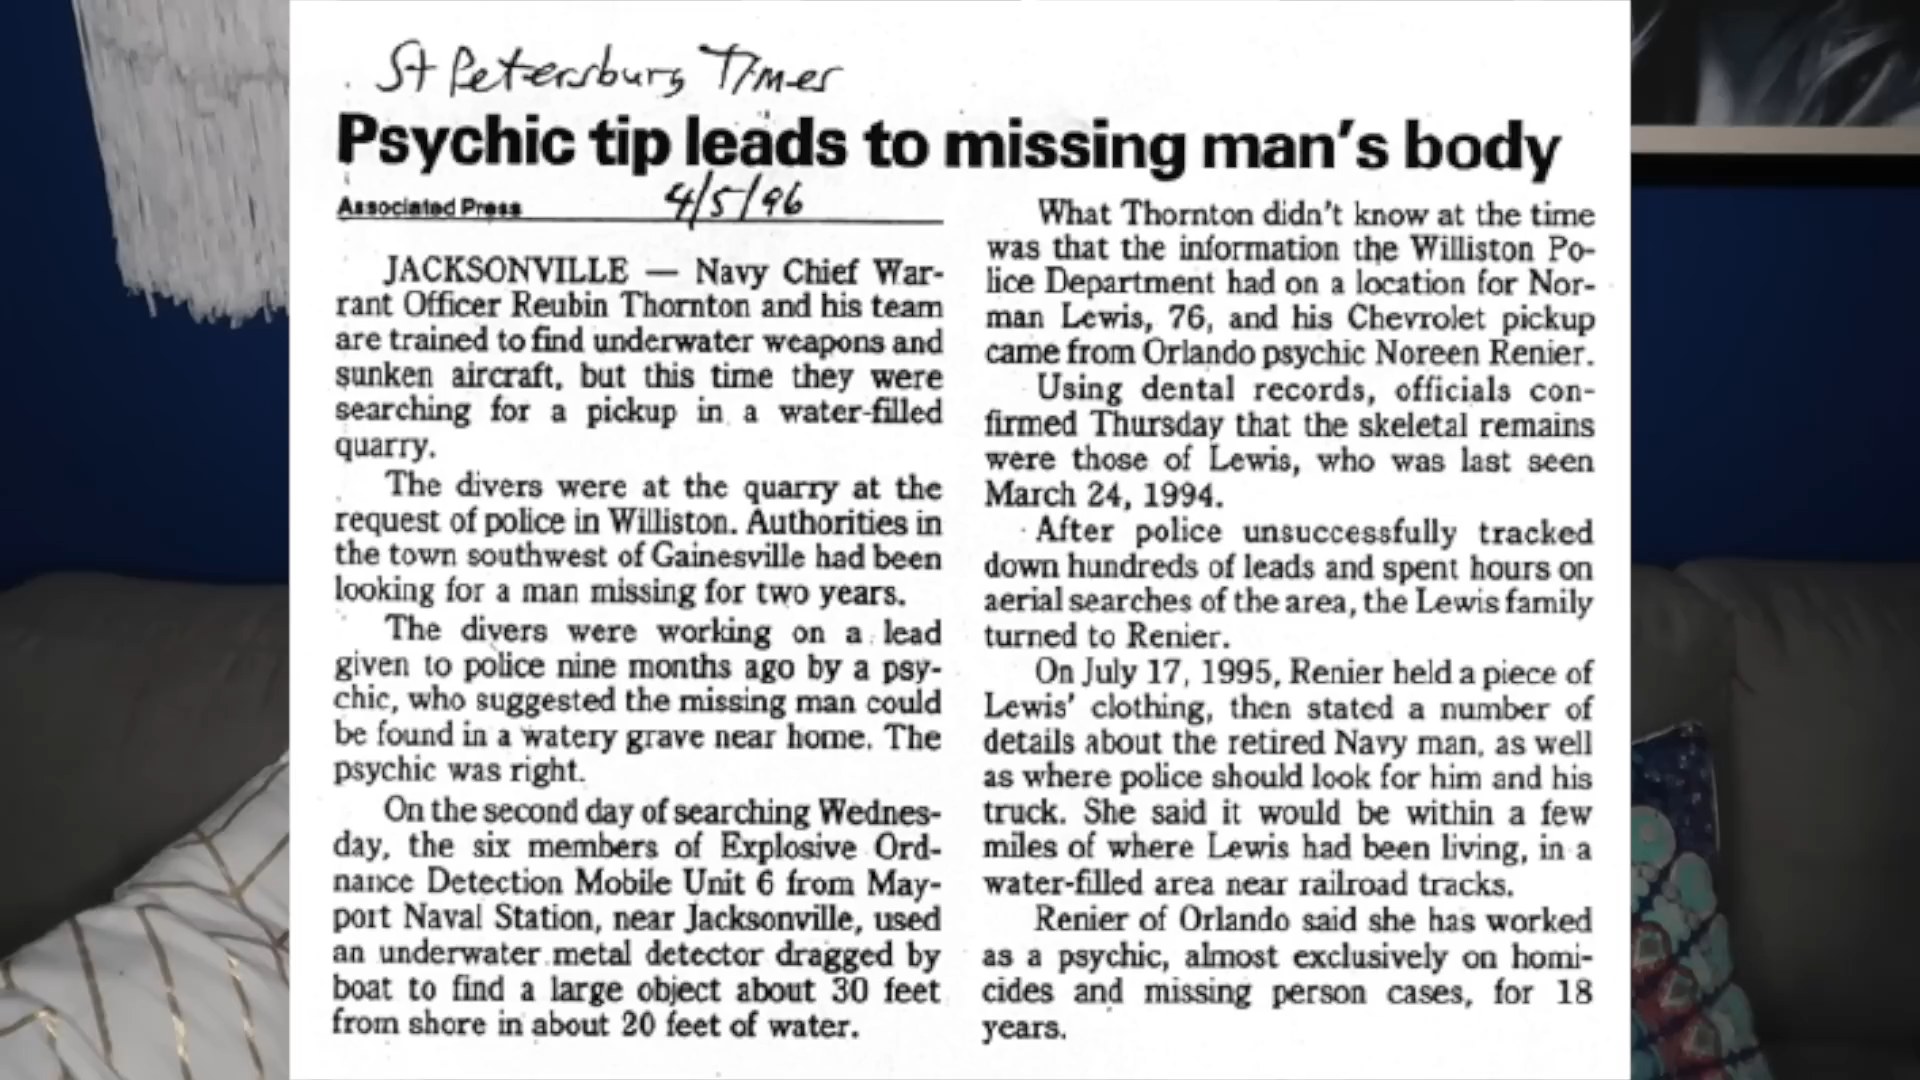 St Petersburg Times
Psychic tip leads to missing man's body
Associated Press
4/5/96
JACKSONVILLE — Navy Chief War-
rant Officer Reubin Thornton and his team
are trained to find underwater weapons and
sunken aircraft, but this time they were
searching for a pickup in a water-filled
quarry.
The divers were at the quarry at the
request of police in Williston. Authorities in
the town southwest of Gainesville had been
looking for a man missing for two years.
The divers were working on a lead
given to police nine months ago by a psy-
chic, who suggested the missing man could
be found in a watery grave near home. The
psychic was right.
On the second day of searching Wednes-
day, the six members of Explosive Ord-
nance Detection Mobile Unit 6 from May-
port Naval Station, near Jacksonville, used
an underwater metal detector dragged by
boat to find a large object about 30 feet
from shore in about 20 feet of water.
What Thornton didn't know at the time
was that the information the Williston Po-
lice Department had on a location for Nor-
man Lewis, 76, and his Chevrolet pickup
came from Orlando psychic Noreen Renier.
Using dental records, officials con-
firmed Thursday that the skeletal remains
were those of Lewis, who was last seen
March 24, 1994.
After police unsuccessfully tracked
down hundreds of leads and spent hours on
aerial searches of the area, the Lewis family
turned to Renier.
On July 17, 1995, Renier held a piece of
Lewis' clothing, then stated a number of
details about the retired Navy man, as well
as where police should look for him and his
truck. She said it would be within a few
miles of where Lewis had been living, in a
water-filled area near railroad tracks.
Renier of Orlando said she has worked
as a psychic, almost exclusively on homi-
cides and missing person cases, for 18
years.